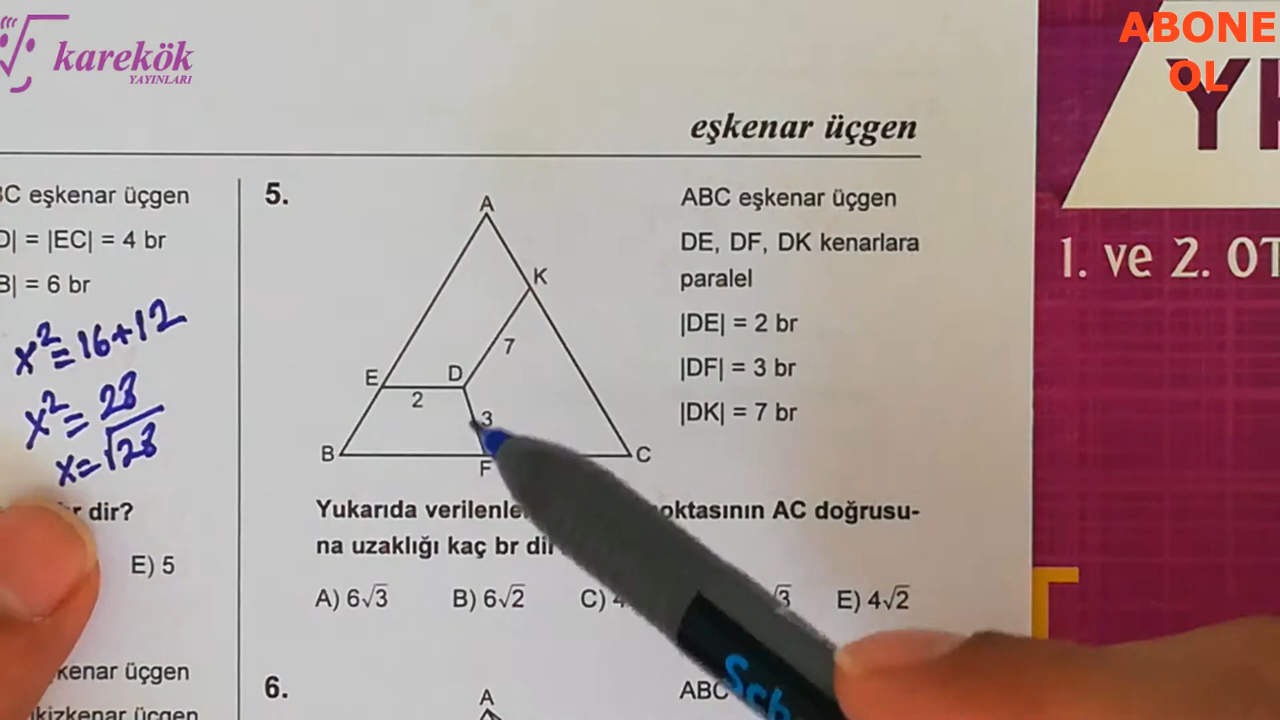 karekök
YAYINLARI
ABONE
OL
eşkenar üçgen
BC eşkenar üçgen
D| = |EC| = 4 br
B| = 6 br
x² = 16+12
x² = 28
x = √28
dir?
E) 5
kenar üçgen
ikizkenar üçgen
5.
A
K
7
E
D
2
3
B
F
C
ABC eşkenar üçgen
DE, DF, DK kenarlara
paralel
|DE| = 2 br
|DF| = 3 br
|DK| = 7 br
Yukarıda verilenle oktasının AC doğrusu-
na uzaklığı kaç br dir
A) 6√3 B) 6√2 C) 4 √3 E) 4√2
6.
A
ABC
Sch
1. ve 2. OT